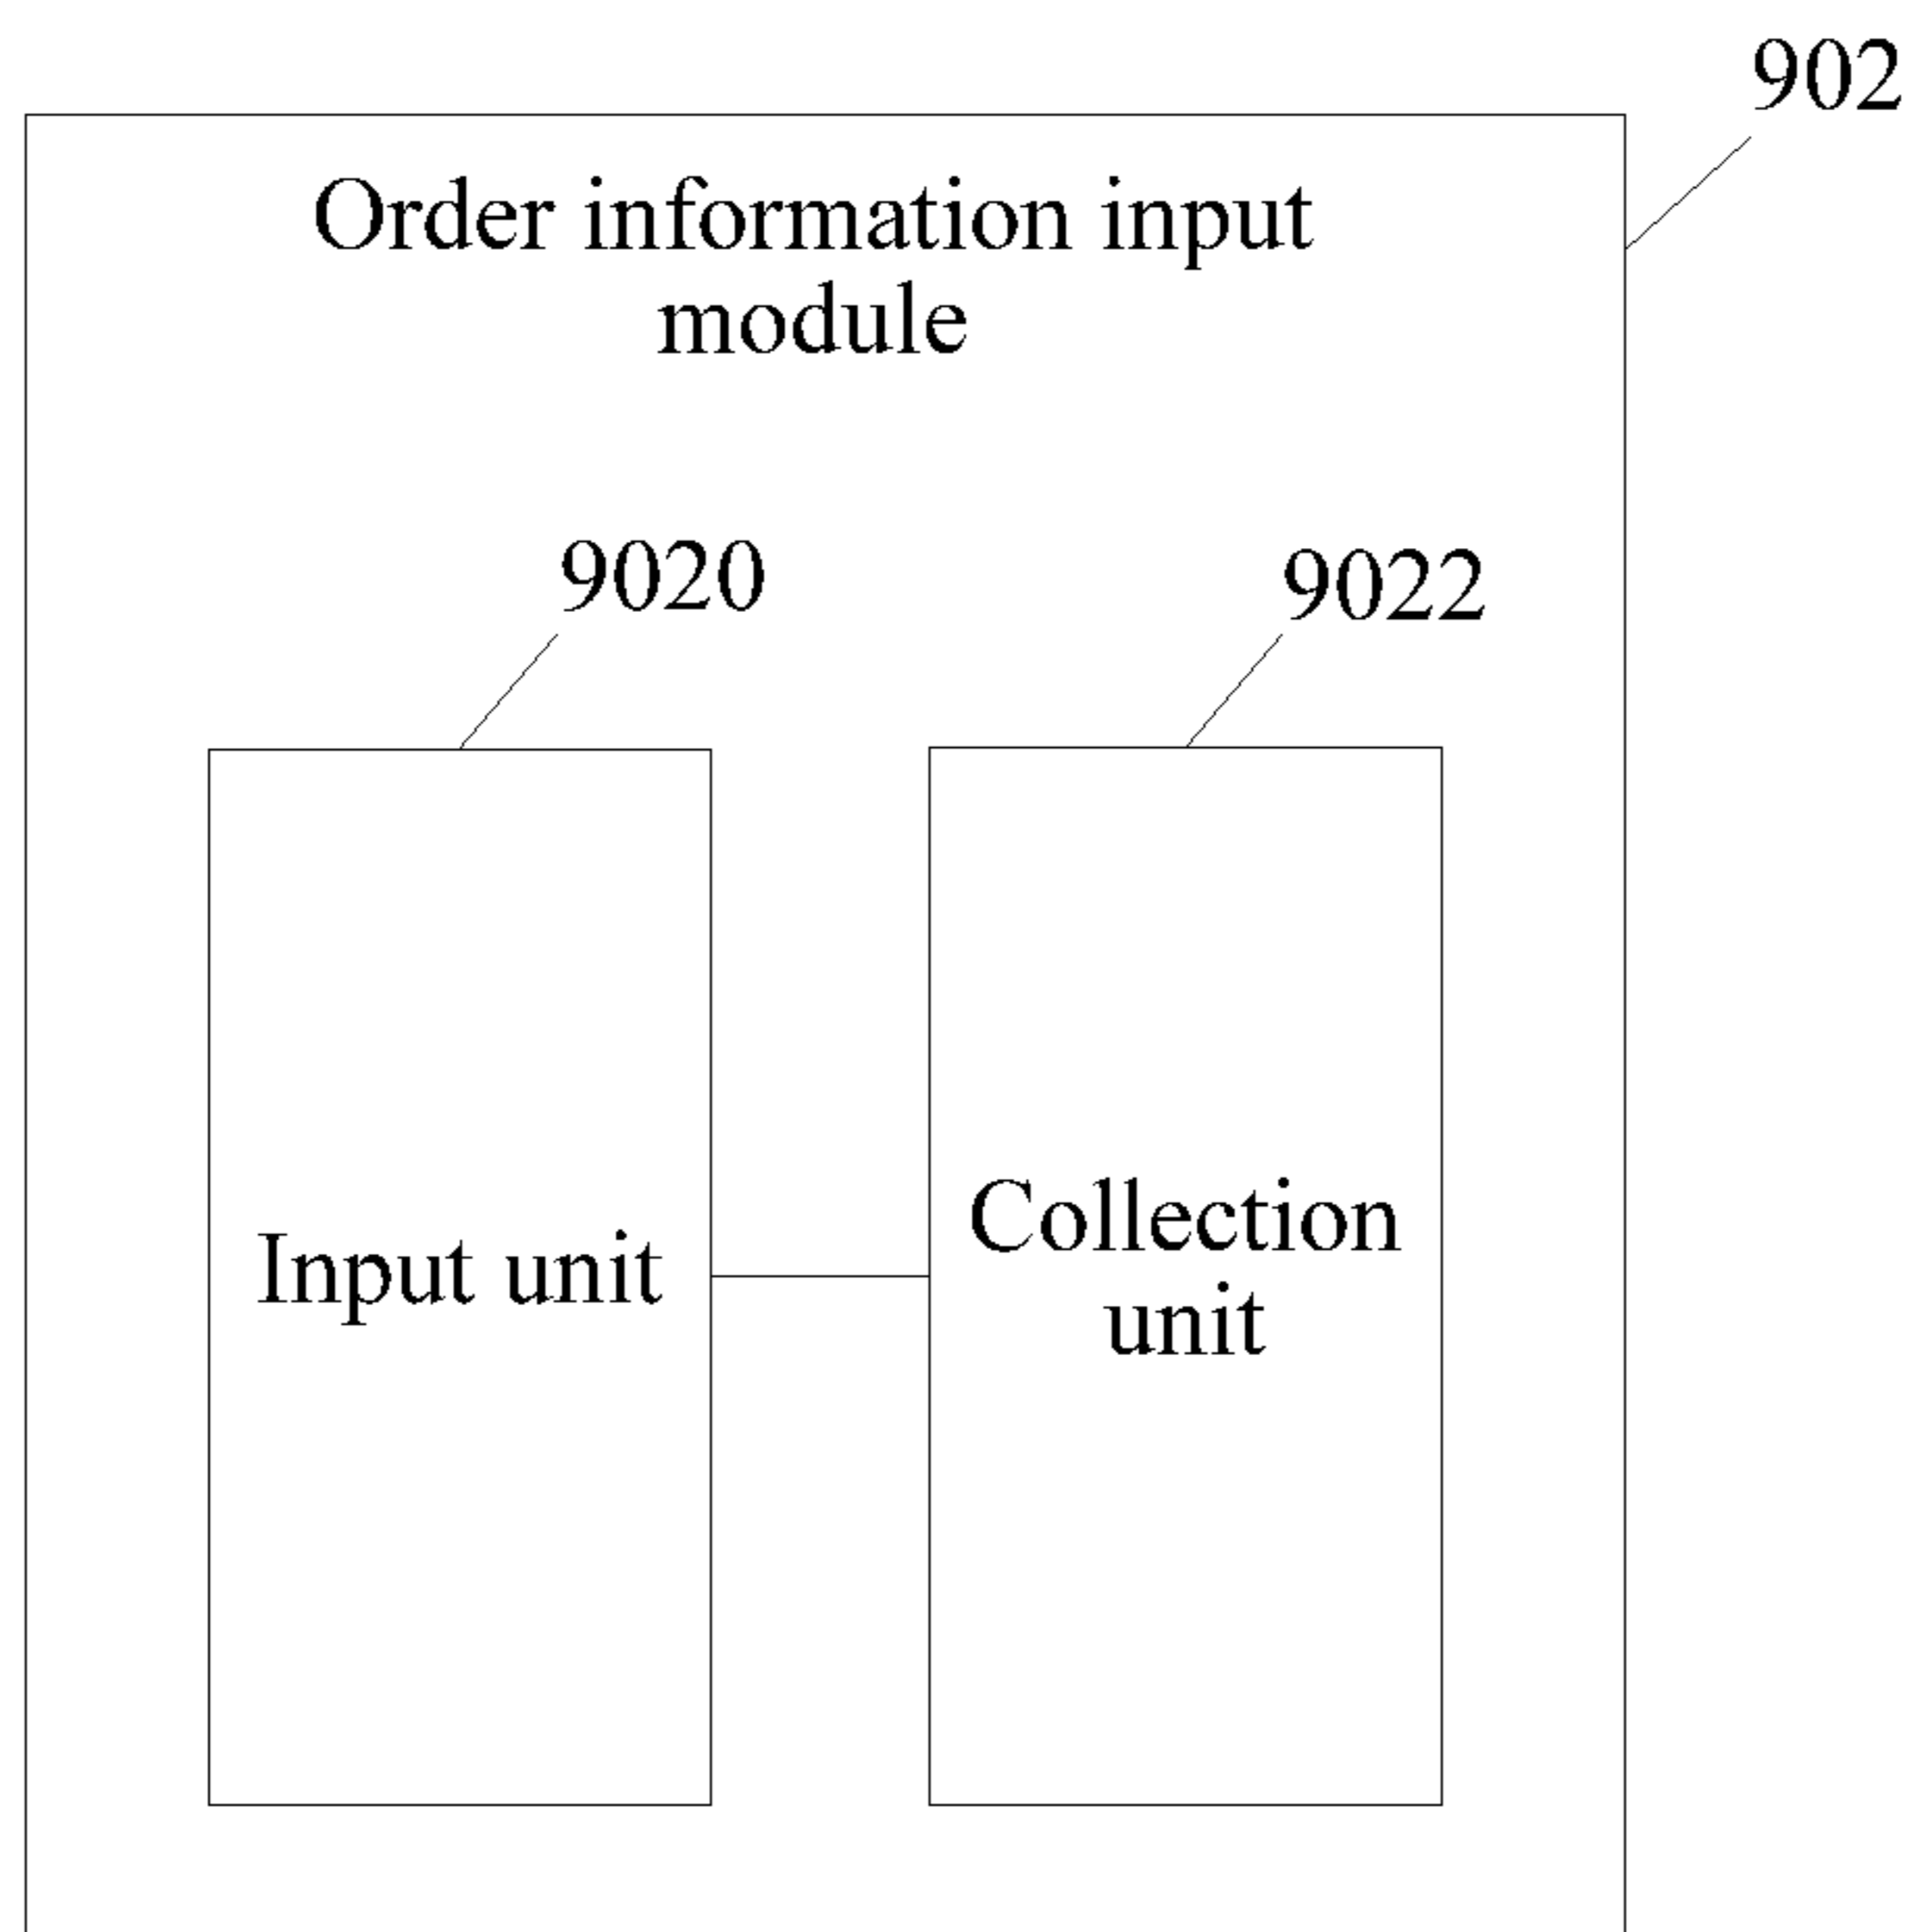 902
Order information input
module
9020
9022
Input unit
Collection
unit